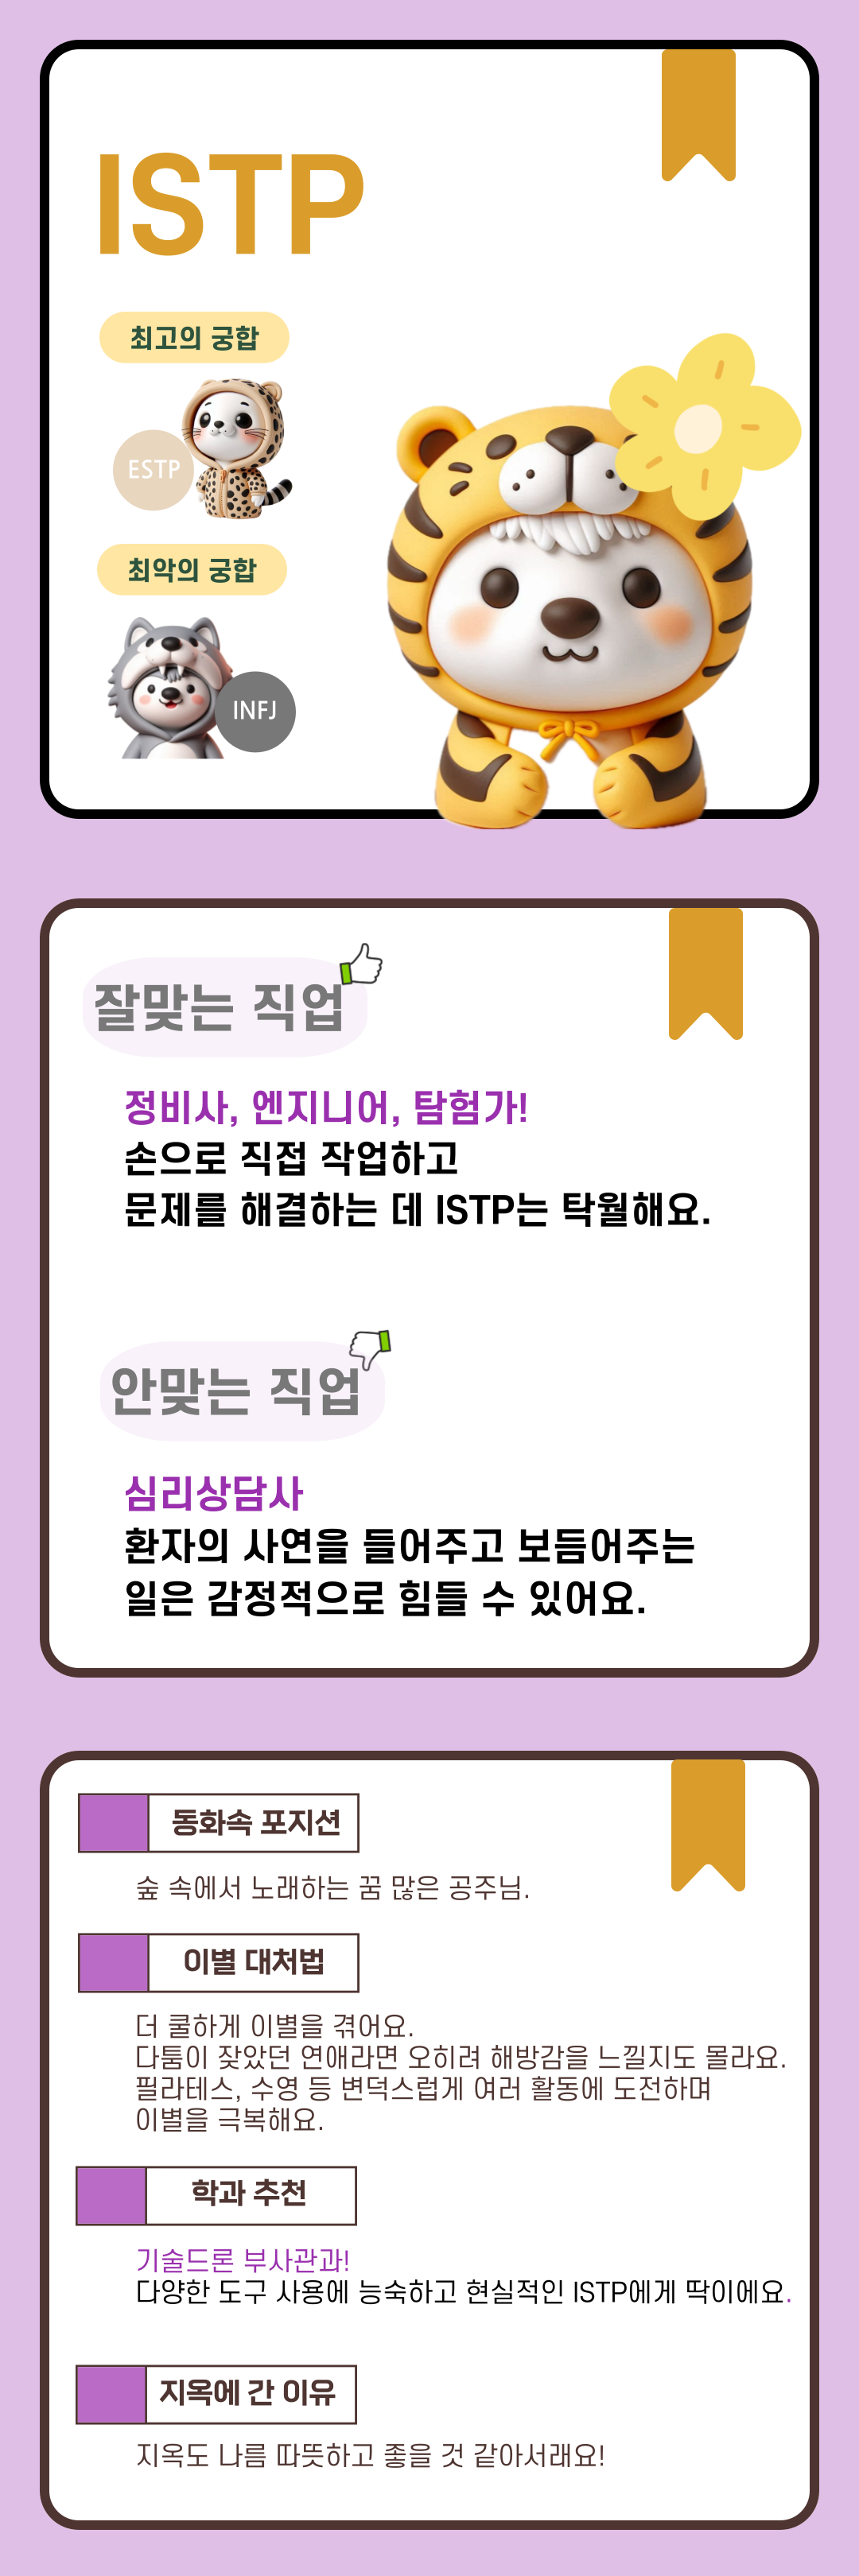 ISTP
최고의 궁합
ESTP
최악의 궁합
INFJ
잘맞는 직업
정비사, 엔지니어, 탐험가!
손으로 직접 작업하고
문제를 해결하는 데 ISTP는 탁월해요.
안맞는 직업
심리상담사
환자의 사연을 들어주고 보듬어주는
일은 감정적으로 힘들 수 있어요.
동화속 포지션
숲 속에서 노래하는 꿈 많은 공주님.
이별 대처법
더 쿨하게 이별을 겪어요.
다툼이 잦았던 연애라면 오히려 해방감을 느낄지도 몰라요.
필라테스, 수영 등 변덕스럽게 여러 활동에 도전하며
이별을 극복해요.
학과 추천
기술드론 부사관과!
다양한 도구 사용에 능숙하고 현실적인 ISTP에게 딱이에요.
지옥에 간 이유
지옥도 나름 따뜻하고 좋을 것 같아서래요!